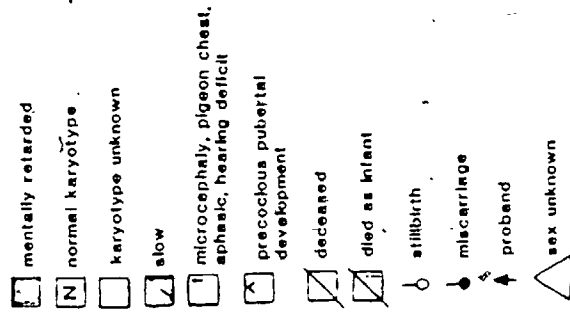 mentally retarded
N normal karyotype
karyotype unknown
slow
microcephaly, pigeon chest,
aphasic, hearing deficit
precocious pubertal
development
deceased
died as infant
stillbirth
miscarriage
proband
sex unknown